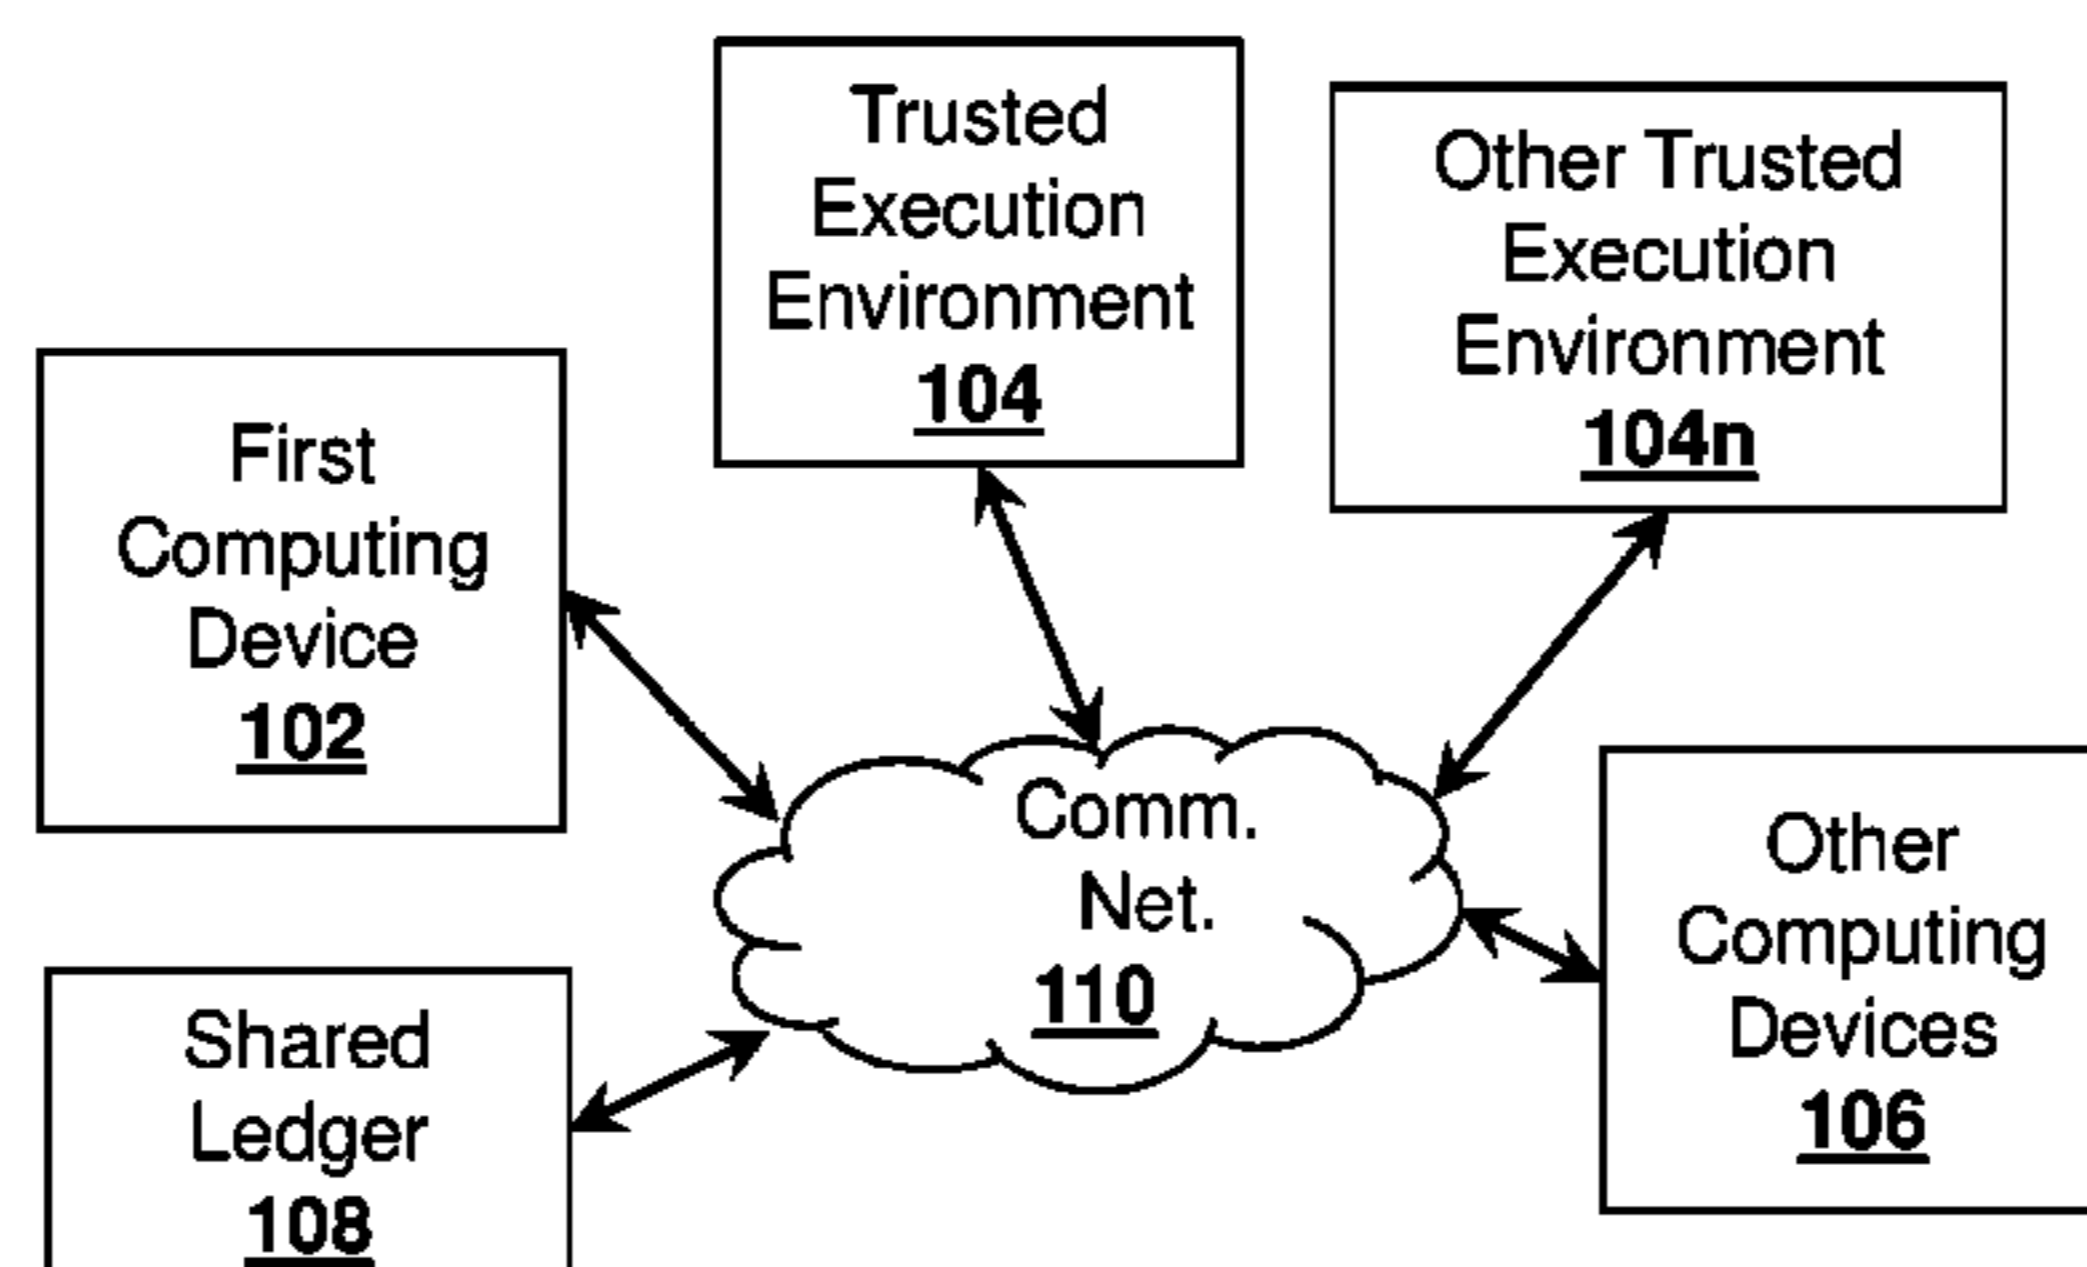 Trusted
Execution
Environment
104
Other Trusted
Execution
Environment
104n
First
Computing
Device
102
Comm.
Net.
110
Other
Computing
Devices
106
Shared
Ledger
108